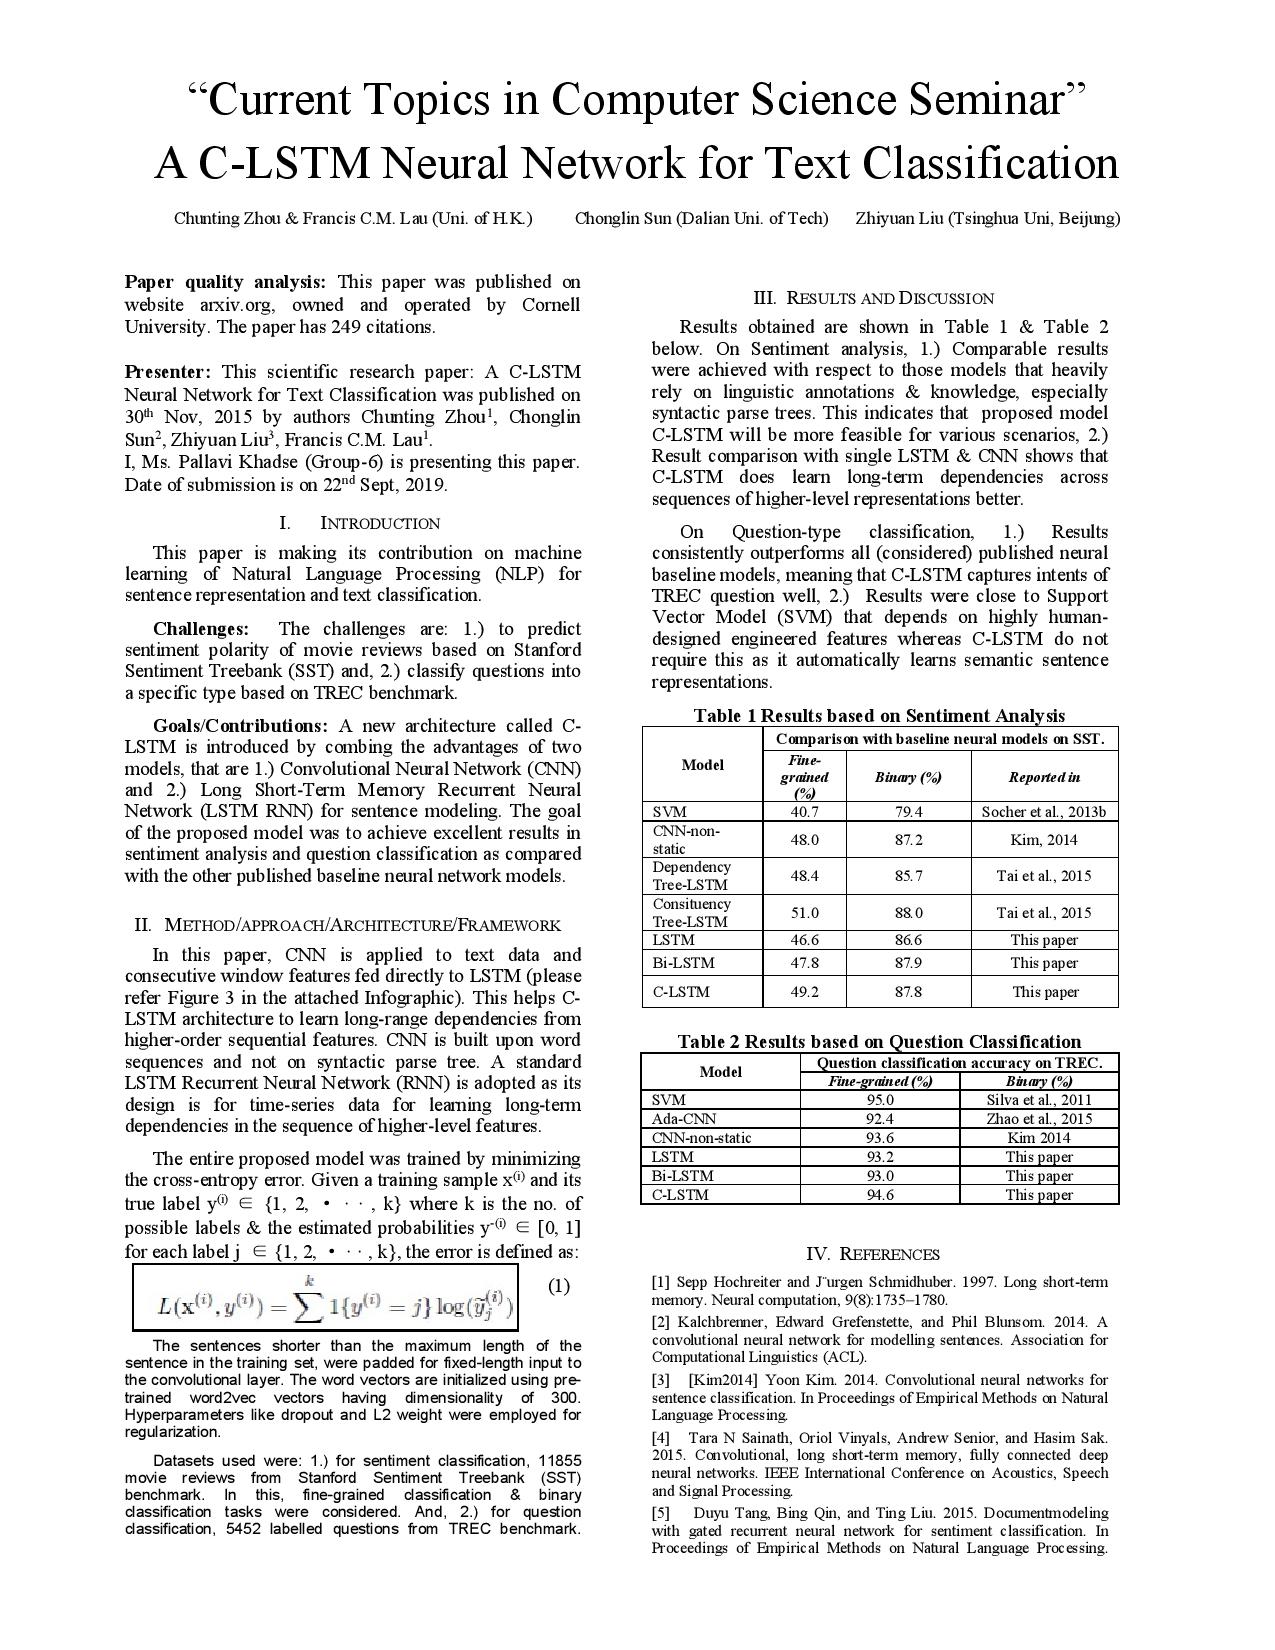 “Current Topics in Computer Science Seminar”
A C-LSTM Neural Network for Text Classification
Chunting Zhou & Francis C.M. Lau (Uni. of H.K.) Chonglin Sun (Dalian Uni. of Tech) Zhiyuan Liu (Tsinghua Uni, Beijung)
Paper quality analysis: This paper was published on
website arxiv.org, owned and operated by Cornell
University. The paper has 249 citations.
Presenter: This scientific research paper: A C-LSTM
Neural Network for Text Classification was published on
30th Nov, 2015 by authors Chunting Zhou1, Chonglin
Sun2, Zhiyuan Liu3, Francis C.M. Lau1.
I, Ms. Pallavi Khadse (Group-6) is presenting this paper.
Date of submission is on 22nd Sept, 2019.
I. INTRODUCTION
This paper is making its contribution on machine
learning of Natural Language Processing (NLP) for
sentence representation and text classification.
Challenges: The challenges are: 1.) to predict
sentiment polarity of movie reviews based on Stanford
Sentiment Treebank (SST) and, 2.) classify questions into
a specific type based on TREC benchmark.
Goals/Contributions: A new architecture called C-
LSTM is introduced by combing the advantages of two
models, that are 1.) Convolutional Neural Network (CNN)
and 2.) Long Short-Term Memory Recurrent Neural
Network (LSTM RNN) for sentence modeling. The goal
of the proposed model was to achieve excellent results in
sentiment analysis and question classification as compared
with the other published baseline neural network models.
II. METHOD/APPROACH/ARCHITECTURE/FRAMEWORK
In this paper, CNN is applied to text data and
consecutive window features fed directly to LSTM (please
refer Figure 3 in the attached Infographic). This helps C-
LSTM architecture to learn long-range dependencies from
higher-order sequential features. CNN is built upon word
sequences and not on syntactic parse tree. A standard
LSTM Recurrent Neural Network (RNN) is adopted as its
design is for time-series data for learning long-term
dependencies in the sequence of higher-level features.
The entire proposed model was trained by minimizing
the cross-entropy error. Given a training sample x(i) and its
true label y(i) ∈ {1, 2, • · · , k} where k is the no. of
possible labels & the estimated probabilities y~(i) ∈ [0, 1]
for each label j ∈ {1, 2, • · · , k}, the error is defined as:
L(x(i), y(i)) = ∑ k 1{y(i) = j} log(ỹj(i)) (1)
The sentences shorter than the maximum length of the
sentence in the training set, were padded for fixed-length input to
the convolutional layer. The word vectors are initialized using pre-
trained word2vec vectors having dimensionality of 300.
Hyperparameters like dropout and L2 weight were employed for
regularization.
Datasets used were: 1.) for sentiment classification, 11855
movie reviews from Stanford Sentiment Treebank (SST)
benchmark. In this, fine-grained classification & binary
classification tasks were considered. And, 2.) for question
classification, 5452 labelled questions from TREC benchmark.
III. RESULTS AND DISCUSSION
Results obtained are shown in Table 1 & Table 2
below. On Sentiment analysis, 1.) Comparable results
were achieved with respect to those models that heavily
rely on linguistic annotations & knowledge, especially
syntactic parse trees. This indicates that proposed model
C-LSTM will be more feasible for various scenarios, 2.)
Result comparison with single LSTM & CNN shows that
C-LSTM does learn long-term dependencies across
sequences of higher-level representations better.
On Question-type classification, 1.) Results
consistently outperforms all (considered) published neural
baseline models, meaning that C-LSTM captures intents of
TREC question well, 2.) Results were close to Support
Vector Model (SVM) that depends on highly human-
designed engineered features whereas C-LSTM do not
require this as it automatically learns semantic sentence
representations.
Table 1 Results based on Sentiment Analysis
Model Comparison with baseline neural models on SST.
Fine-
grained
(%) Binary (%) Reported in
SVM 40.7 79.4 Socher et al., 2013b
CNN-non-
static 48.0 87.2 Kim, 2014
Dependency
Tree-LSTM 48.4 85.7 Tai et al., 2015
Consituency
Tree-LSTM 51.0 88.0 Tai et al., 2015
LSTM 46.6 86.6 This paper
Bi-LSTM 47.8 87.9 This paper
C-LSTM 49.2 87.8 This paper
Table 2 Results based on Question Classification
Model Question classification accuracy on TREC.
Fine-grained (%) Binary (%)
SVM 95.0 Silva et al., 2011
Ada-CNN 92.4 Zhao et al., 2015
CNN-non-static 93.6 Kim 2014
LSTM 93.2 This paper
Bi-LSTM 93.0 This paper
C-LSTM 94.6 This paper
IV. REFERENCES
[1] Sepp Hochreiter and J¨urgen Schmidhuber. 1997. Long short-term
memory. Neural computation, 9(8):1735–1780.
[2] Kalchbrenner, Edward Grefenstette, and Phil Blunsom. 2014. A
convolutional neural network for modelling sentences. Association for
Computational Linguistics (ACL).
[3] [Kim2014] Yoon Kim. 2014. Convolutional neural networks for
sentence classification. In Proceedings of Empirical Methods on Natural
Language Processing.
[4] Tara N Sainath, Oriol Vinyals, Andrew Senior, and Hasim Sak.
2015. Convolutional, long short-term memory, fully connected deep
neural networks. IEEE International Conference on Acoustics, Speech
and Signal Processing.
[5] Duyu Tang, Bing Qin, and Ting Liu. 2015. Documentmodeling
with gated recurrent neural network for sentiment classification. In
Proceedings of Empirical Methods on Natural Language Processing.